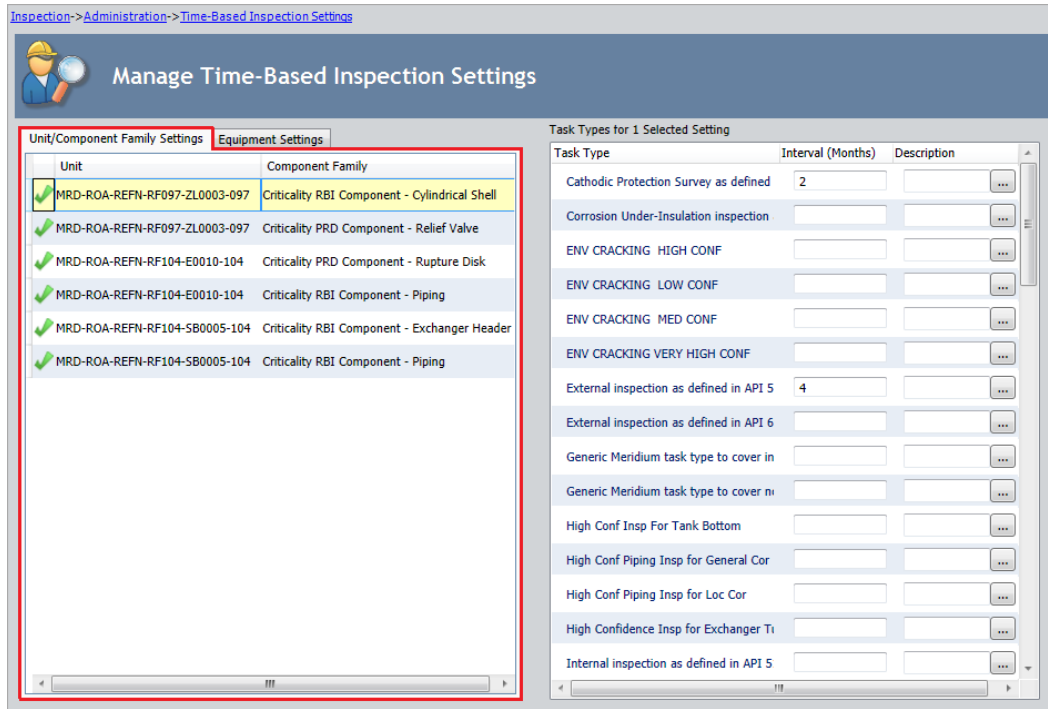 Inspection->Administration->Time-Based Inspection Settings
Manage Time-Based Inspection Settings
Unit/Component Family Settings Equipment Settings
Unit Component Family
MRD-ROA-REFN-RF097-ZL0003-097 Criticality RBI Component - Cylindrical Shell
MRD-ROA-REFN-RF097-ZL0003-097 Criticality PRD Component - Relief Valve
MRD-ROA-REFN-RF104-E0010-104 Criticality PRD Component - Rupture Disk
MRD-ROA-REFN-RF104-E0010-104 Criticality RBI Component - Piping
MRD-ROA-REFN-RF104-SB0005-104 Criticality RBI Component - Exchanger Header
MRD-ROA-REFN-RF104-SB0005-104 Criticality RBI Component - Piping
Task Types for 1 Selected Setting
Task Type Interval (Months) Description
Cathodic Protection Survey as defined 2 ...
Corrosion Under-Insulation inspection ...
ENV CRACKING HIGH CONF ...
ENV CRACKING LOW CONF ...
ENV CRACKING MED CONF ...
ENV CRACKING VERY HIGH CONF ...
External inspection as defined in API 5 4 ...
External inspection as defined in API 6 ...
Generic Meridium task type to cover in ...
Generic Meridium task type to cover ...
High Conf Insp For Tank Bottom ...
High Conf Piping Insp for General Cor ...
High Conf Piping Insp for Loc Cor ...
High Confidence Insp for Exchanger ...
Internal inspection as defined in API 5 ...